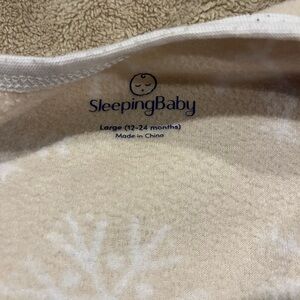 SleepingBaby
Large (12-24 months)
Made in China